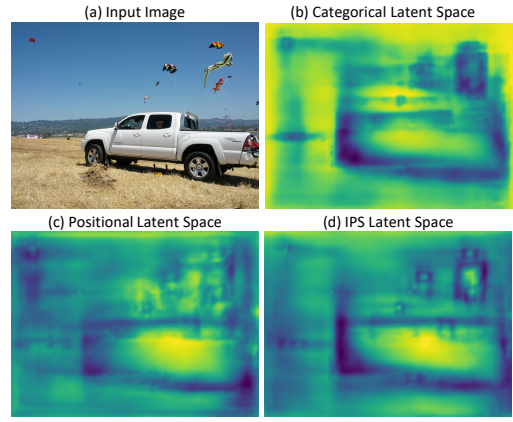 (a) Input Image
(b) Categorical Latent Space
(c) Positional Latent Space
(d) IPS Latent Space